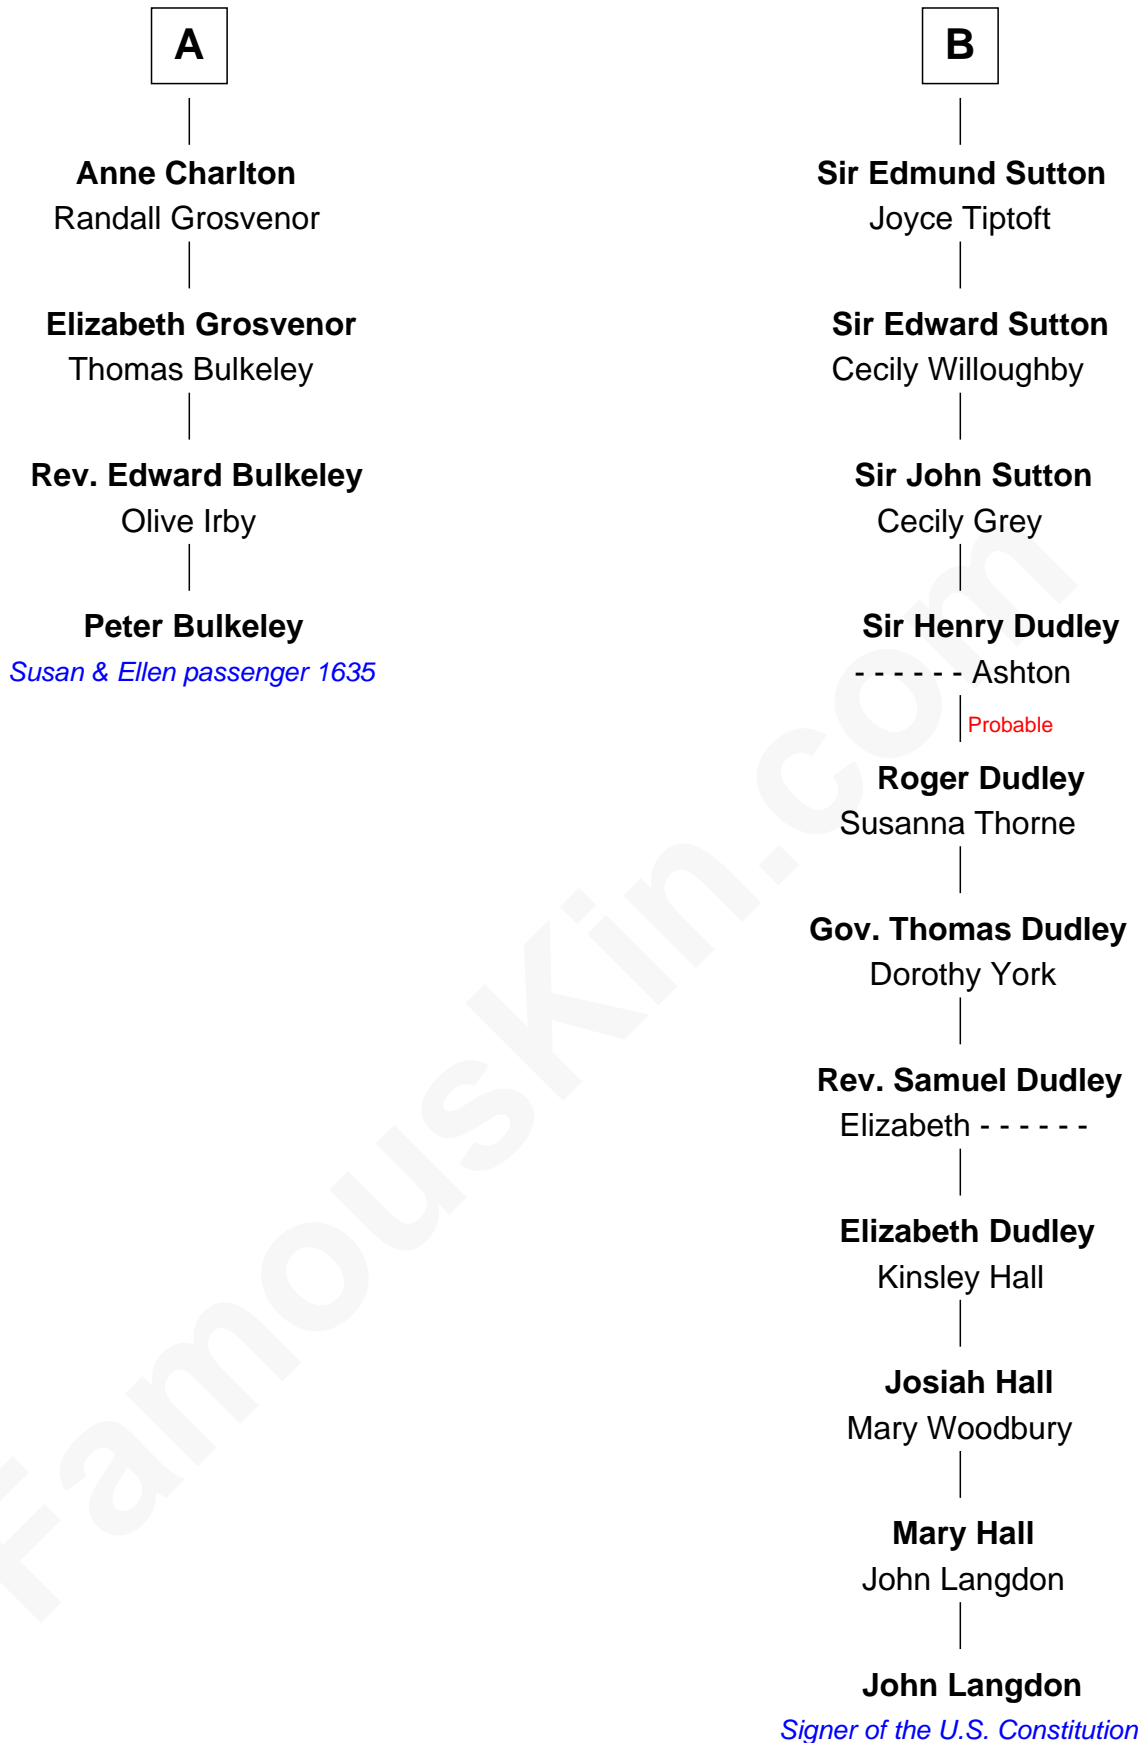 A
Anne Charlton
Randall Grosvenor
Elizabeth Grosvenor
Thomas Bulkeley
Rev. Edward Bulkeley
Olive Irby
Peter Bulkeley
Susan & Ellen passenger 1635
B
Sir Edmund Sutton
Joyce Tiptoft
Sir Edward Sutton
Cecily Willoughby
Sir John Sutton
Cecily Grey
Sir Henry Dudley
- - - - - - Ashton
Probable
Roger Dudley
Susanna Thorne
Gov. Thomas Dudley
Dorothy York
Rev. Samuel Dudley
Elizabeth - - - - - -
Elizabeth Dudley
Kinsley Hall
Josiah Hall
Mary Woodbury
Mary Hall
John Langdon
John Langdon
Signer of the U.S. Constitution
FamousKin.com